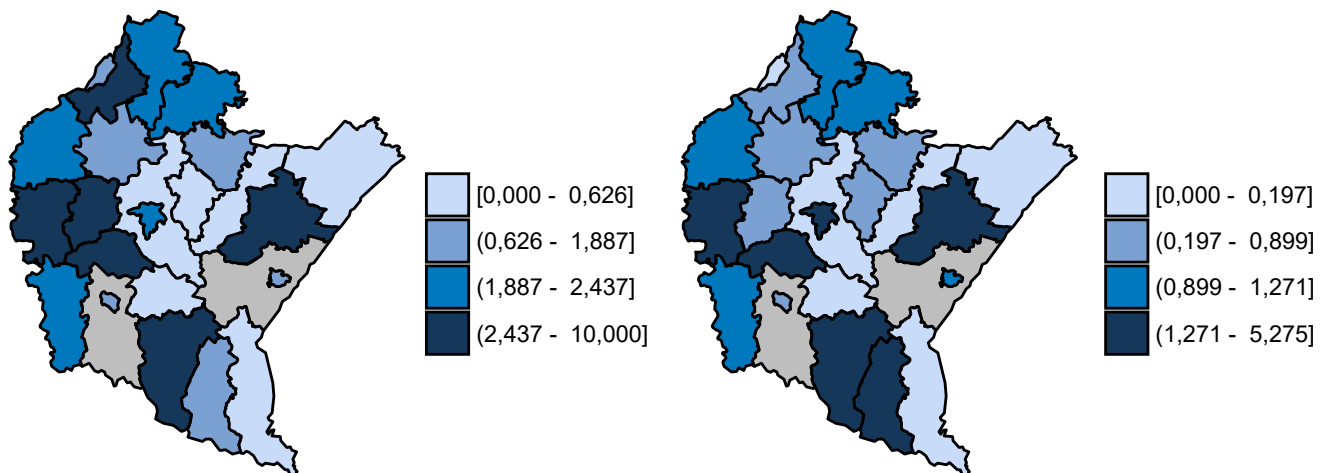 [0,000 - 0,626]
(0,626 - 1,887]
(1,887 - 2,437]
(2,437 - 10,000]
[0,000 - 0,197]
(0,197 - 0,899]
(0,899 - 1,271]
(1,271 - 5,275]